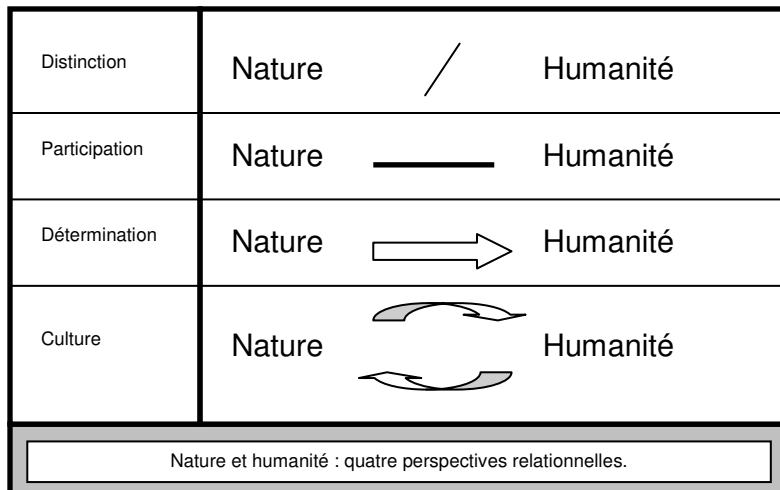 Distinction
Nature / Humanité
Participation
Nature Humanité
Détermination
Nature Humanité
Culture
Nature Humanité
Nature et humanité : quatre perspectives relationnelles.